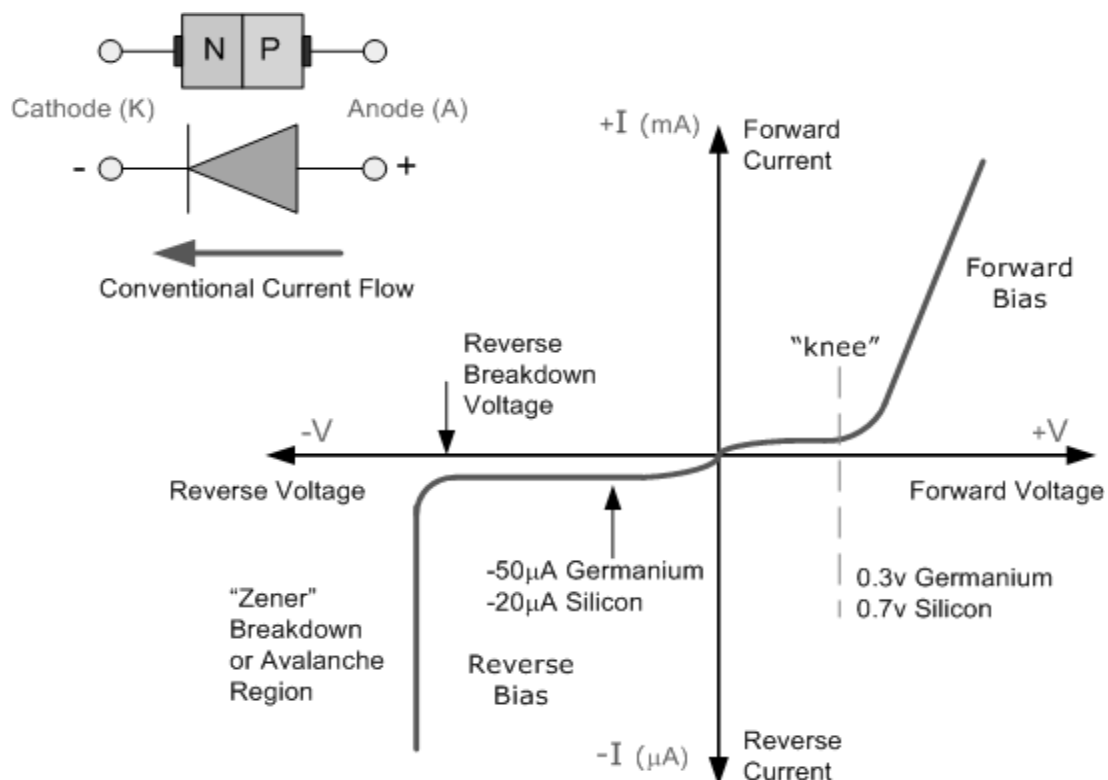 N P
Cathode (K)
Anode (A)
- +
Conventional Current Flow
+I (mA)
Forward
Current
Forward
Bias
"knee"
Reverse
Breakdown
Voltage
-V
+V
Reverse Voltage
Forward Voltage
-50µA Germanium
-20µA Silicon
0.3v Germanium
0.7v Silicon
“Zener”
Breakdown
or Avalanche
Region
Reverse
Bias
-I (µA)
Reverse
Current